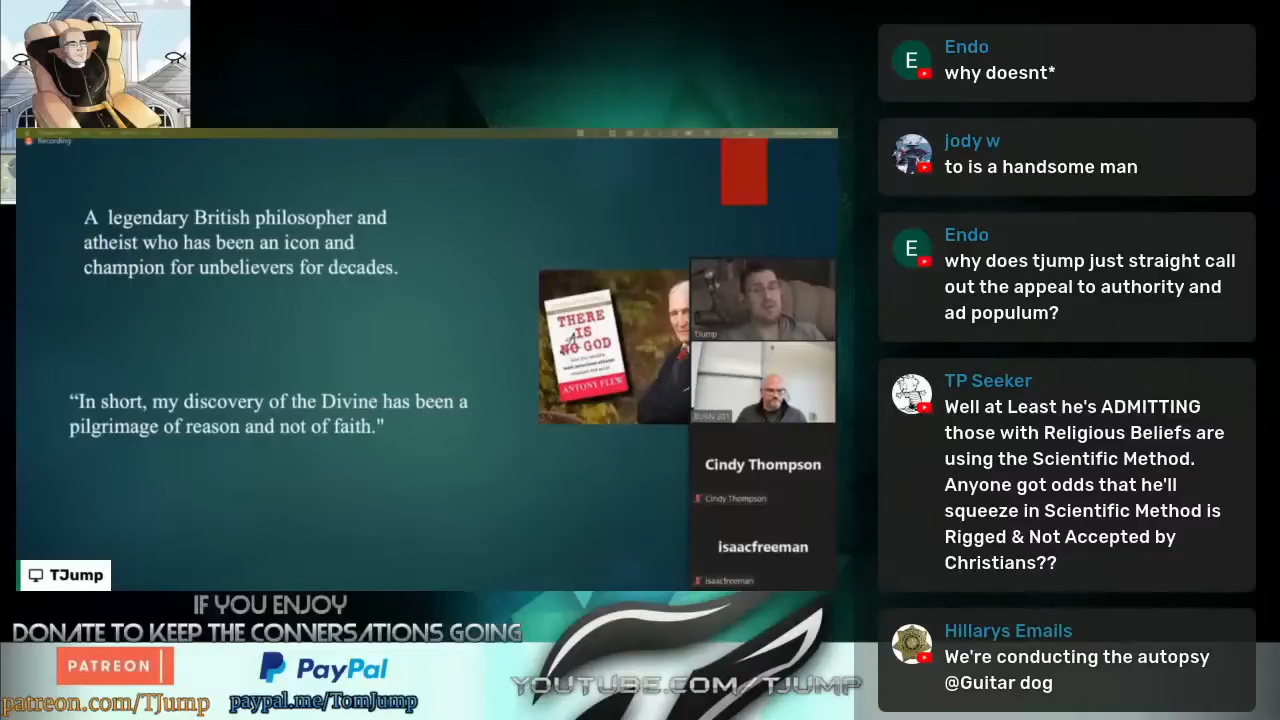 Recording
A legendary British philosopher and
atheist who has been an icon and
champion for unbelievers for decades.
“In short, my discovery of the Divine has been a
pilgrimage of reason and not of faith."
THERE
IS
NO GOD
A
ANTONY FLEW
TJump
Cindy Thompson
Cindy Thompson
isaacfreeman
isaacfreeman
TJump
IF YOU ENJOY
DONATE TO KEEP THE CONVERSATIONS GOING
PATREON
PayPal
patreon.com/TJump
paypal.me/TomJump
YOUTUBE.COM/TJUMP
E
Endo
why doesnt*
jody w
to is a handsome man
E
Endo
why does tjump just straight call
out the appeal to authority and
ad populum?
TP Seeker
Well at Least he's ADMITTING
those with Religious Beliefs are
using the Scientific Method.
Anyone got odds that he'll
squeeze in Scientific Method is
Rigged & Not Accepted by
Christians??
Hillarys Emails
We're conducting the autopsy
@Guitar dog